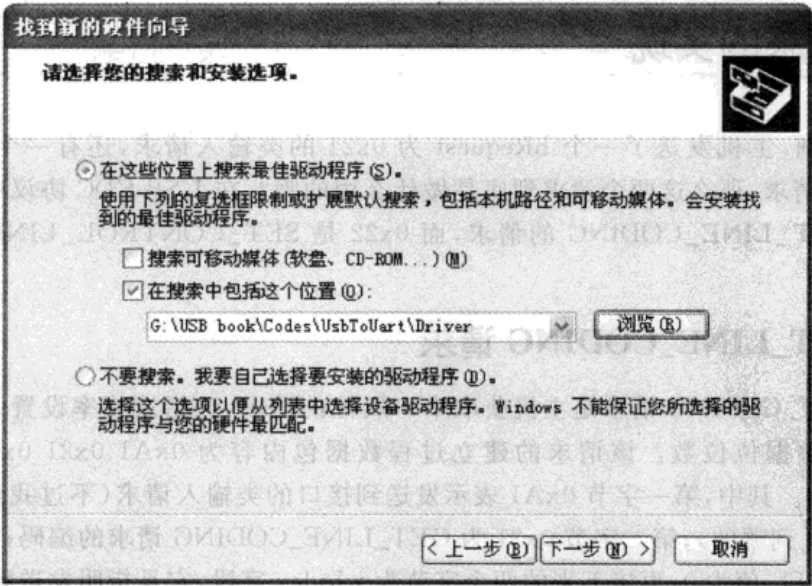 找到新的硬件向导
请选择您的搜索和安装选项。
在这些位置上搜索最佳驱动程序(S)。
使用下列的复选框限制或扩展默认搜索，包括本机路径和可移动媒体。会安装找
到的最佳驱动程序。
搜索可移动媒体(软盘、CD-ROM...)(M)
在搜索中包括这个位置(O):
G:\USB book\Codes\UsbToUart\Driver
浏览(R)
不要搜索。我要自己选择要安装的驱动程序(D)。
选择这个选项以便从列表中选择设备驱动程序。Windows 不能保证您所选择的驱
动程序与您的硬件最匹配。
< 上一步(B)
下一步(N) >
取消